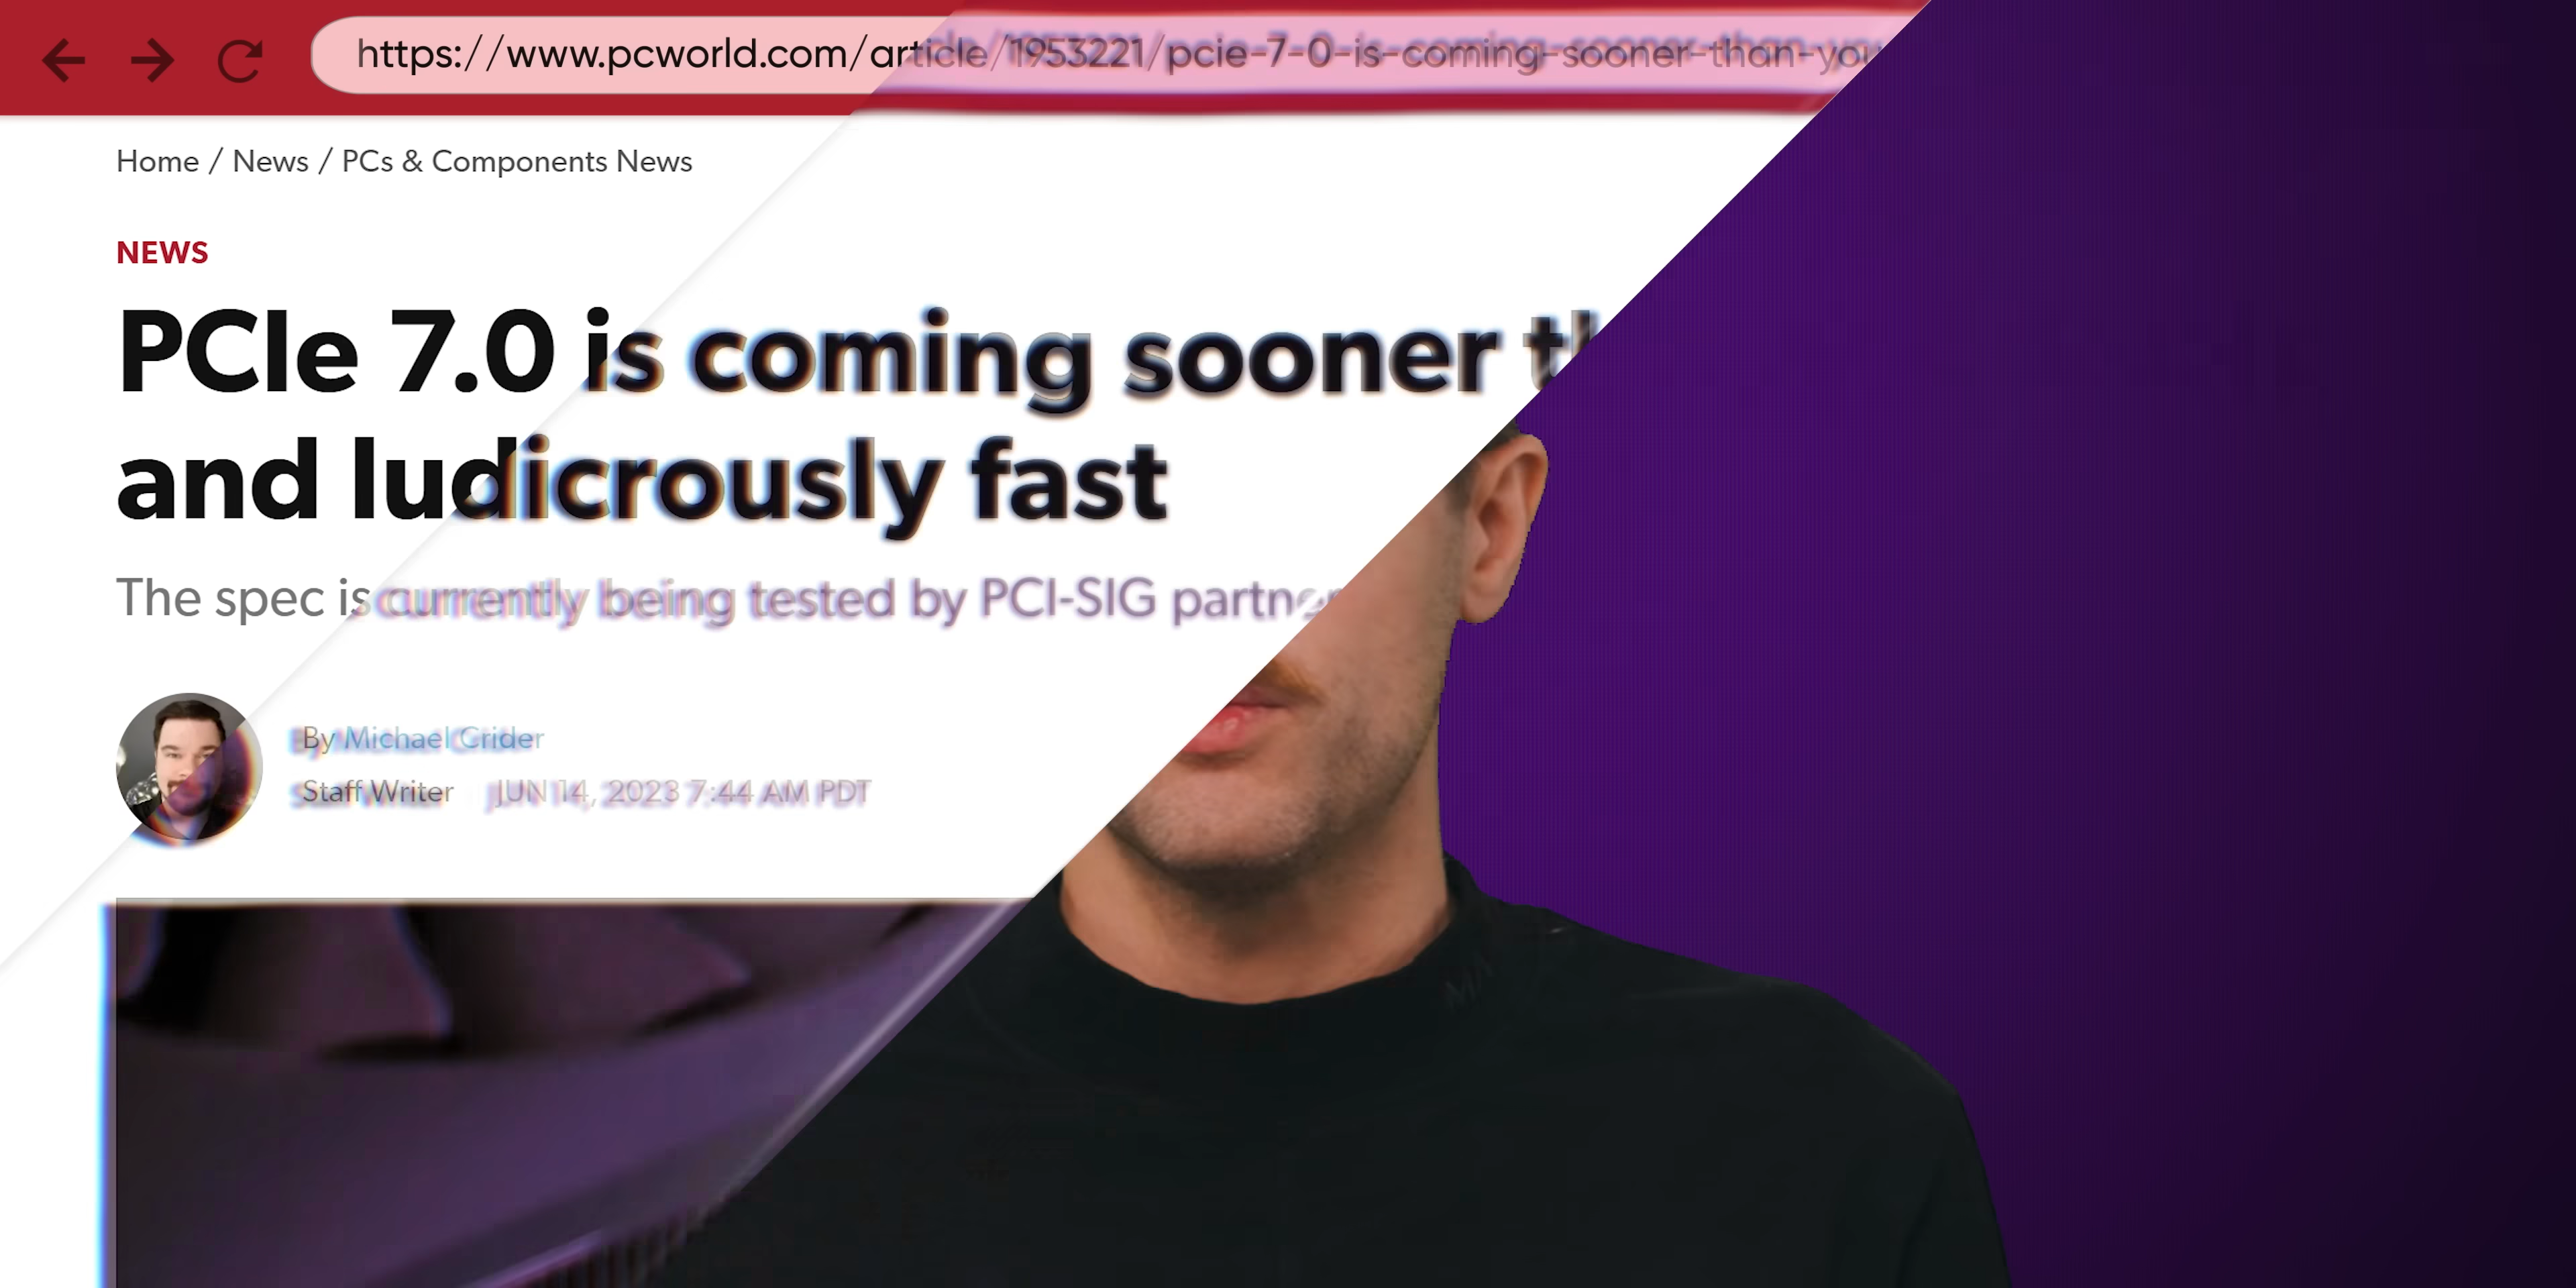 https://www.pcworld.com/article/1953221/pcie-7-0-is-coming-sooner-than-you
Home / News / PCs & Components News
NEWS
PCIe 7.0 is coming sooner
and ludicrously fast
The spec is currently being tested by PCI-SIG
By Michael Crider
Staff Writer JUN 14, 2023 7:44 AM PDT